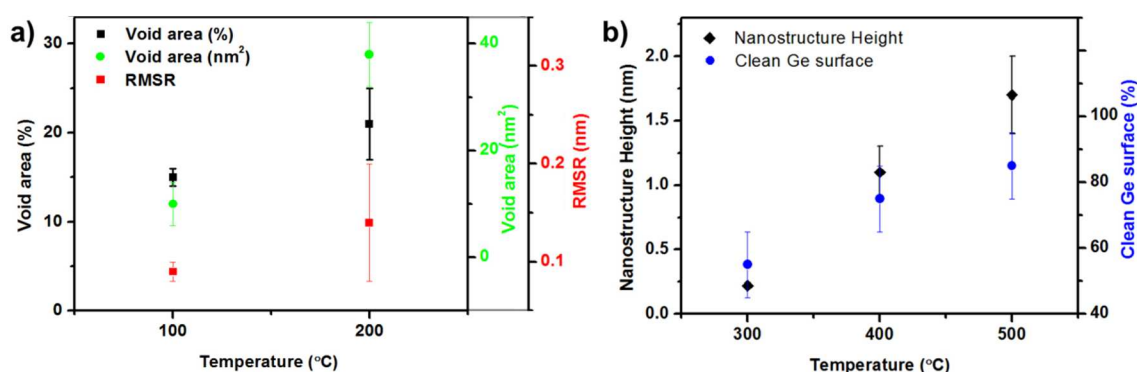 a)
Void area (%)
Void area (nm²)
RMSR
30
20
10
0
Void area (%)
40
20
0
Void area (nm²)
0.3
0.2
0.1
RMSR (nm)
100
200
Temperature (°C)
b)
Nanostructure Height
Clean Ge surface
2.0
1.5
1.0
0.5
0.0
Nanostructure Height (nm)
100
80
60
40
Clean Ge surface (%)
300
400
500
Temperature (°C)